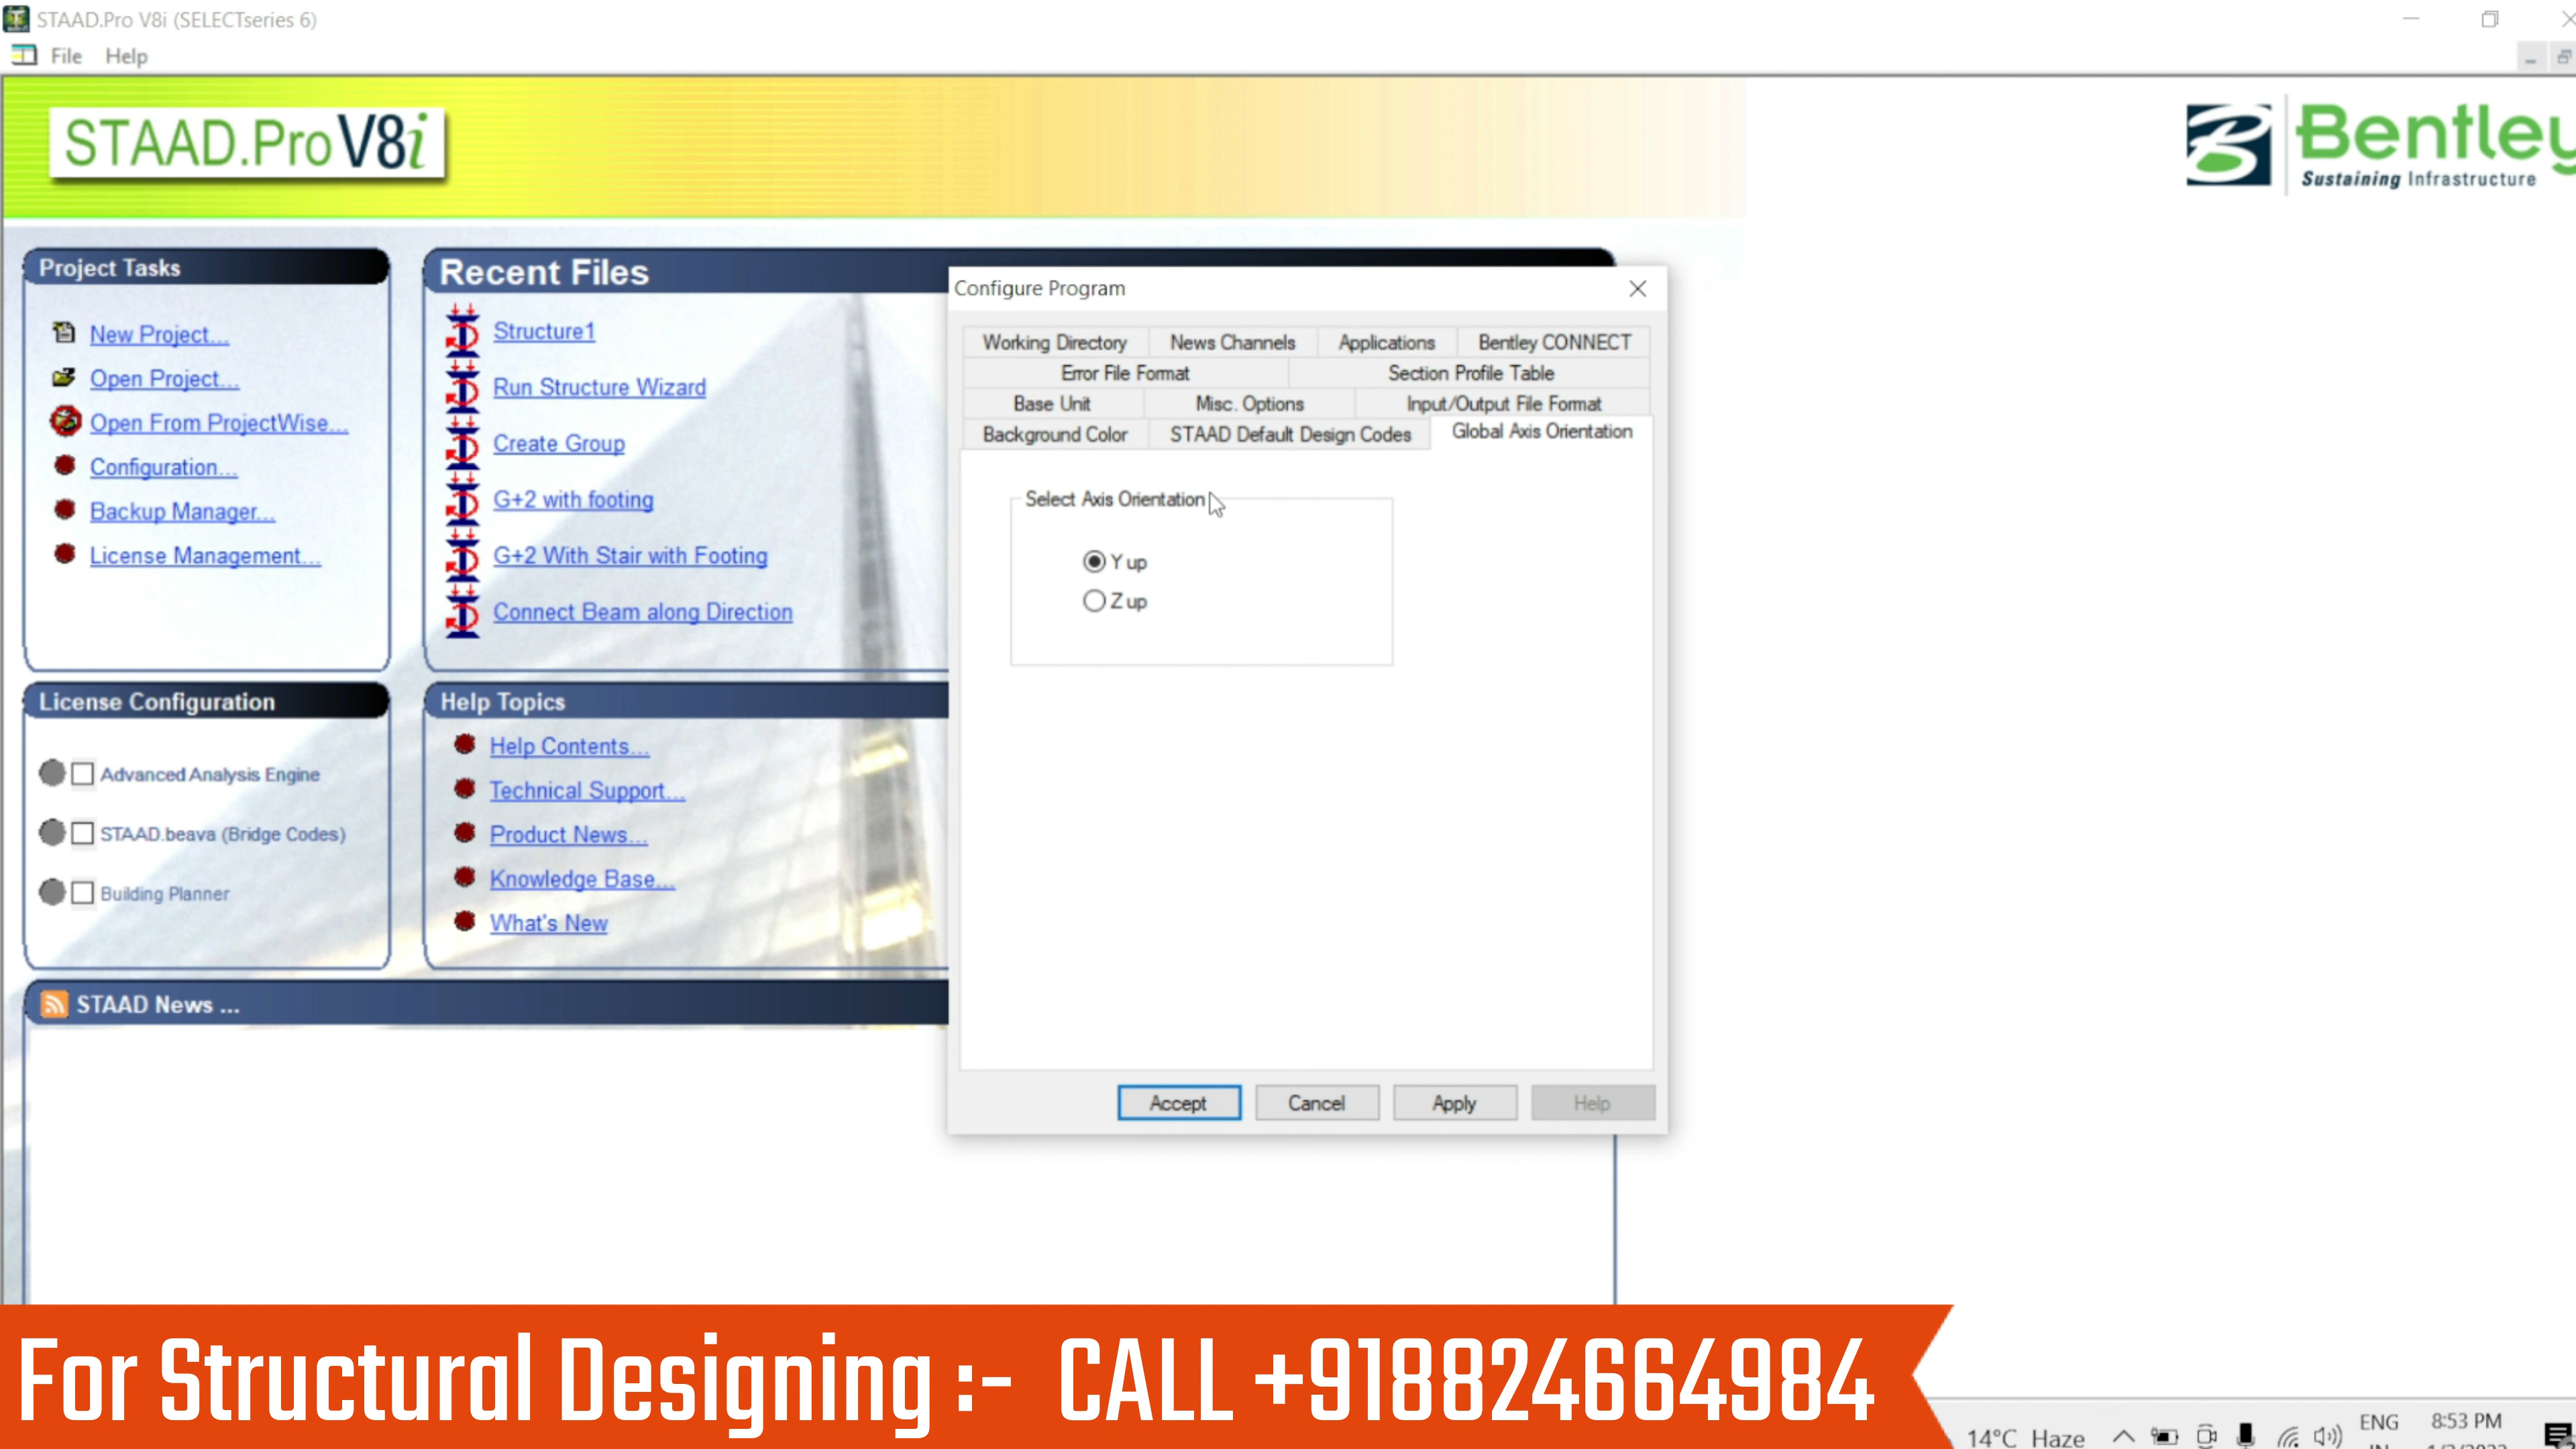 STAAD.Pro V8i (SELECTseries 6)
File Help
STAAD.Pro V8i
Bentley
Sustaining Infrastructure
Project Tasks
New Project...
Open Project...
Open From ProjectWise...
Configuration...
Backup Manager...
License Management...
Recent Files
Structure1
Run Structure Wizard
Create Group
G+2 with footing
G+2 With Stair with Footing
Connect Beam along Direction
License Configuration
Advanced Analysis Engine
STAAD.beava (Bridge Codes)
Building Planner
Help Topics
Help Contents...
Technical Support...
Product News...
Knowledge Base...
What's New
STAAD News ...
Configure Program
Working Directory News Channels Applications Bentley CONNECT
Error File Format Section Profile Table
Base Unit Misc. Options Input/Output File Format
Background Color STAAD Default Design Codes Global Axis Orientation
Select Axis Orientation
Y up
Z up
Accept Cancel Apply Help
For Structural Designing :- CALL +918824664984
14°C Haze
ENG
8:53 PM